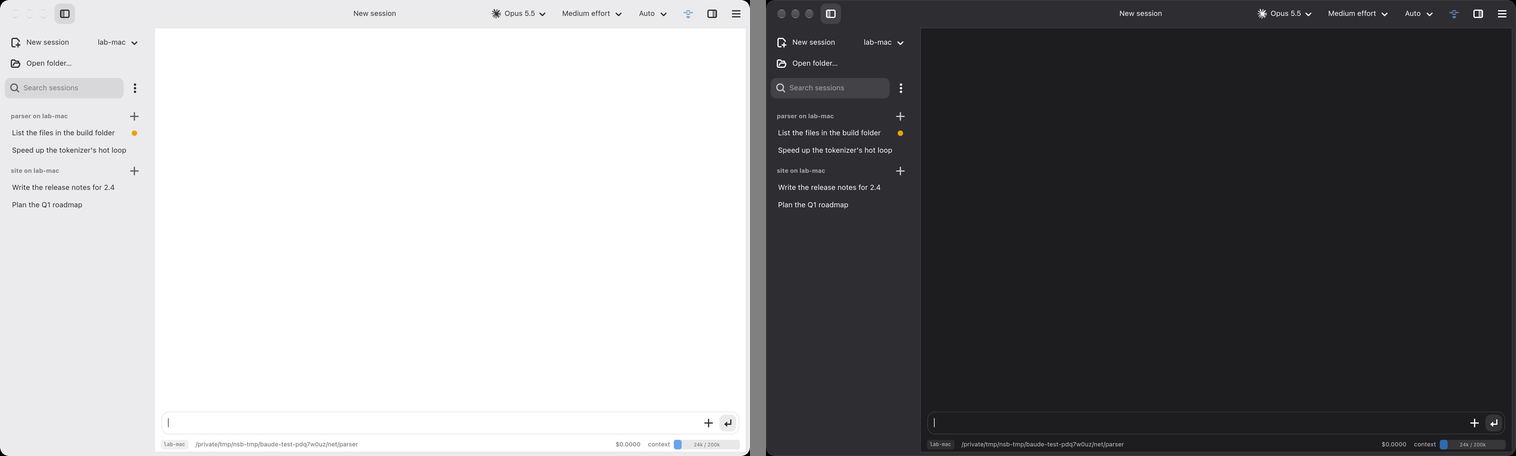 New session
Opus 5.5
Medium effort
Auto
New session
lab-mac
Open folder...
Search sessions
parser on lab-mac
List the files in the build folder
Speed up the tokenizer's hot loop
site on lab-mac
Write the release notes for 2.4
Plan the Q1 roadmap
lab-mac
/private/tmp/nsb-tmp/baude-test-pdq7w0uz/net/parser
$0.0000
context
24k / 200k
New session
Opus 5.5
Medium effort
Auto
New session
lab-mac
Open folder...
Search sessions
parser on lab-mac
List the files in the build folder
Speed up the tokenizer's hot loop
site on lab-mac
Write the release notes for 2.4
Plan the Q1 roadmap
lab-mac
/private/tmp/nsb-tmp/baude-test-pdq7w0uz/net/parser
$0.0000
context
24k / 200k